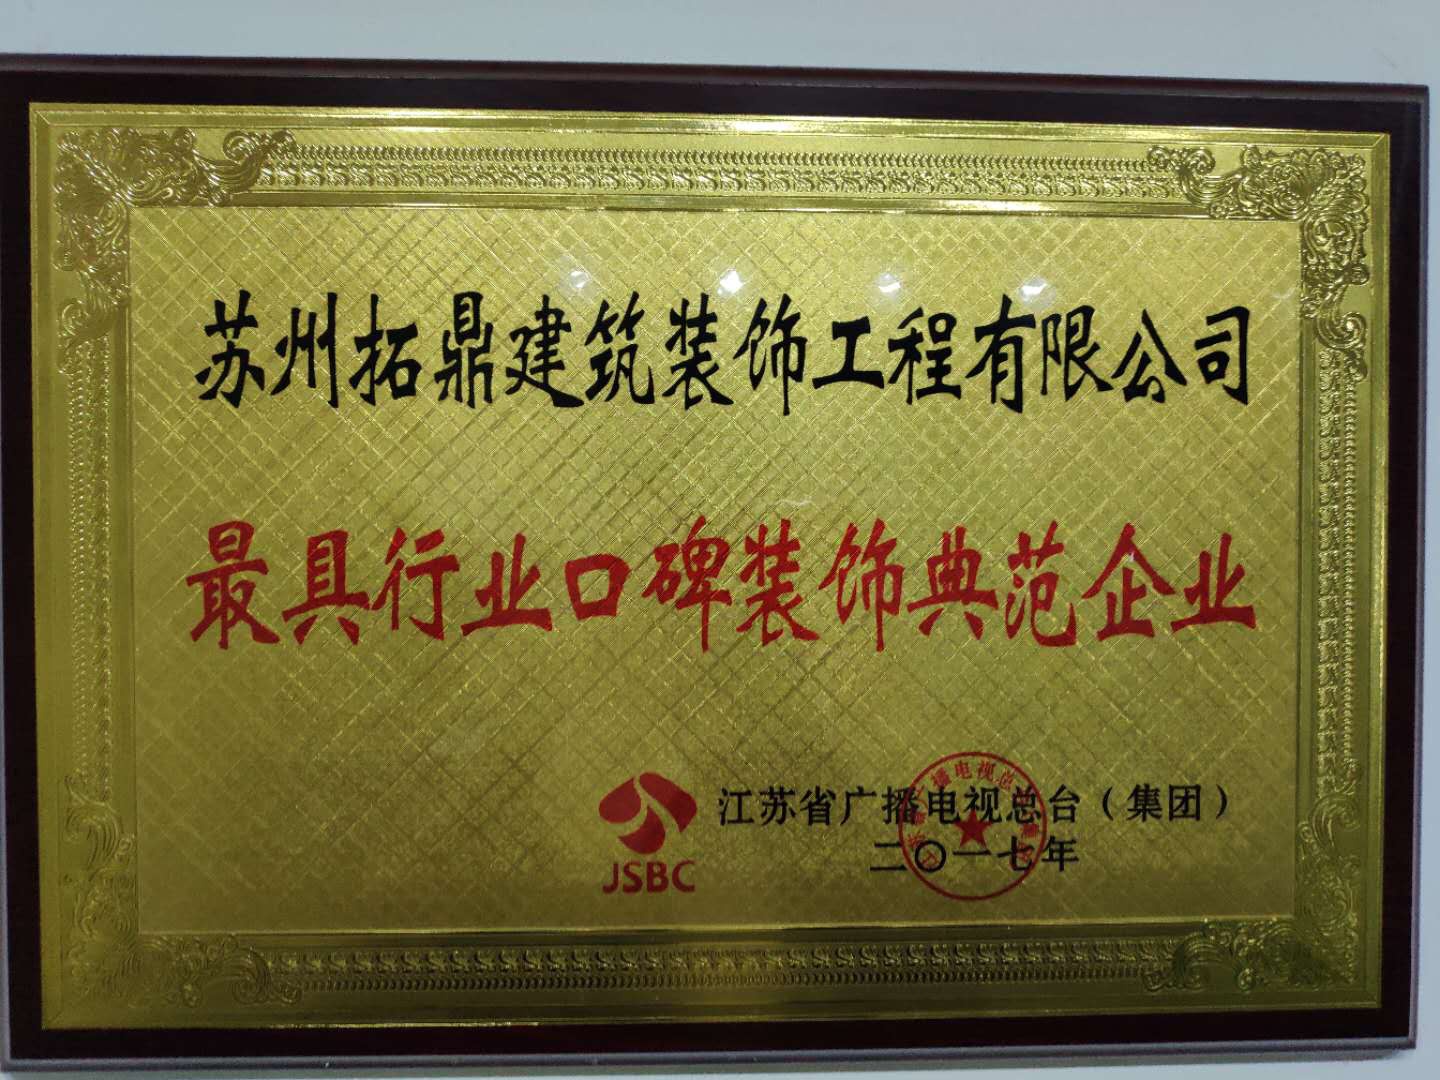 苏州拓鼎建筑装饰工程有限公司
最具行业口碑装饰典范企业
JSBC
江苏省广播电视总台（集团）
二〇一七年